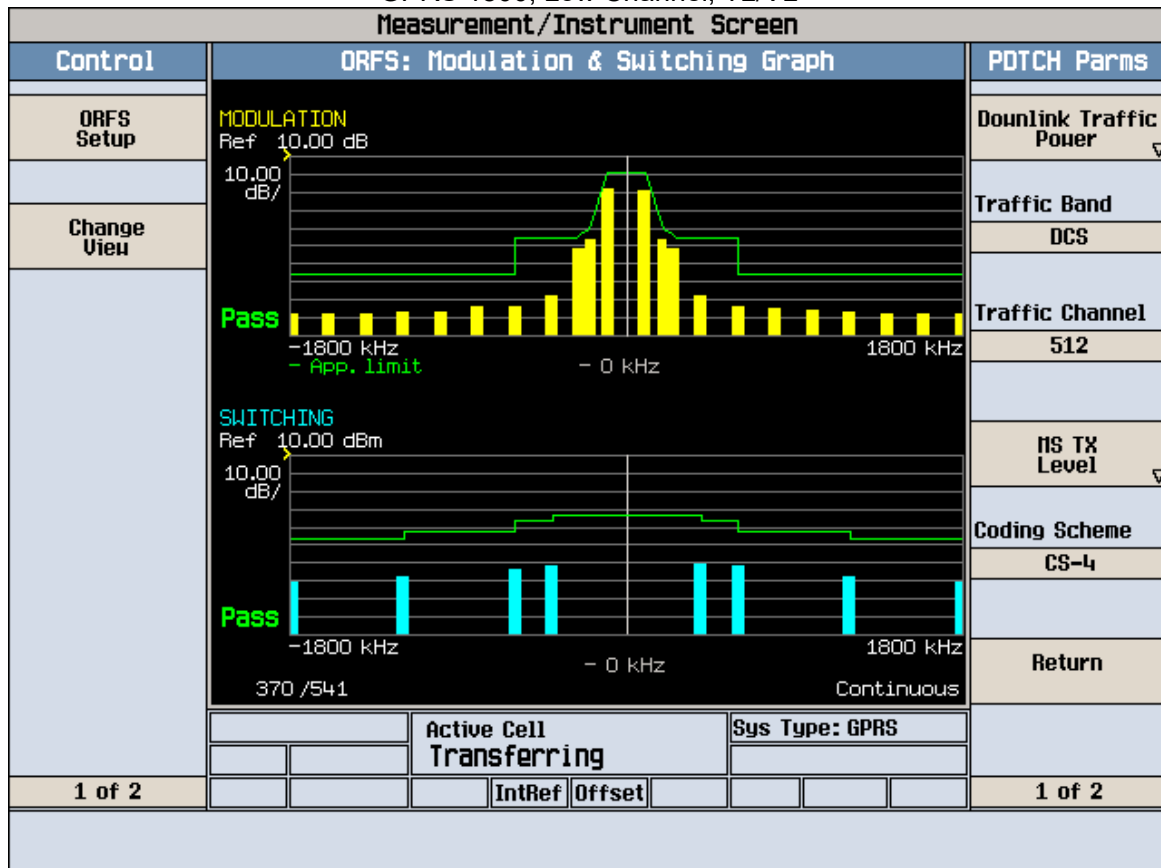 Measurement/Instrument Screen
Control
ORFS: Modulation & Switching Graph
PDTCH Parms
ORFS
Setup
Change
View
1 of 2
MODULATION
Ref 10.00 dB
10.00
dB/
Pass
-1800 kHz
1800 kHz
- App. limit
- 0 kHz
SWITCHING
Ref 10.00 dBm
10.00
dB/
Pass
-1800 kHz
1800 kHz
- 0 kHz
370 /541
Continuous
Active Cell
Transferring
Sys Type: GPRS
IntRef
Offset
Downlink Traffic
Power
Traffic Band
DCS
Traffic Channel
512
MS TX
Level
Coding Scheme
CS-4
Return
1 of 2